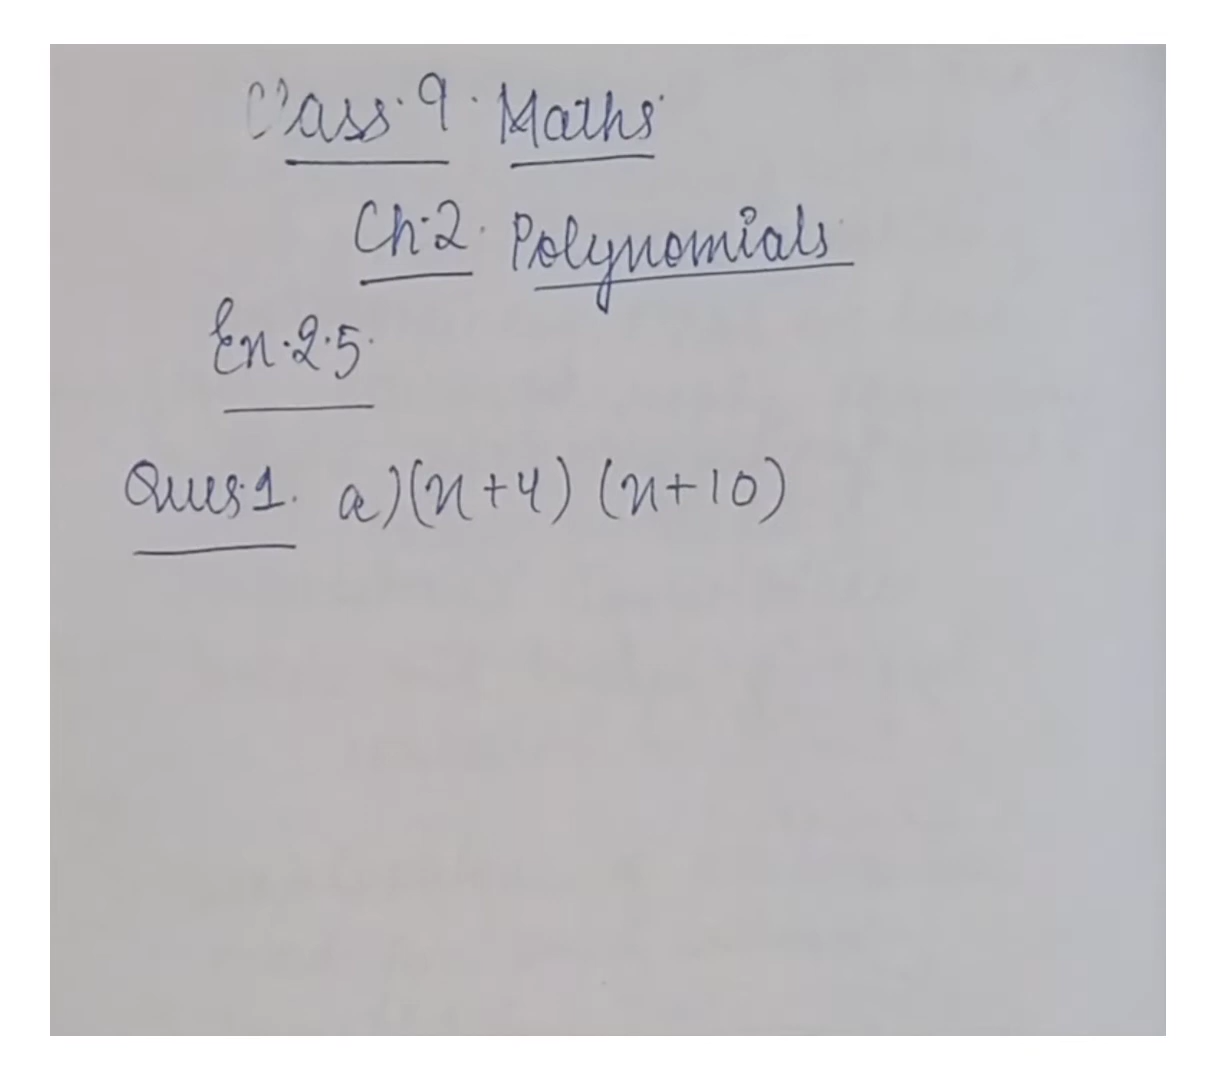 Class 9 Maths
Ch.2. Polynomials
Ex.2.5.
Ques.1. a) (x+4) (x+10)